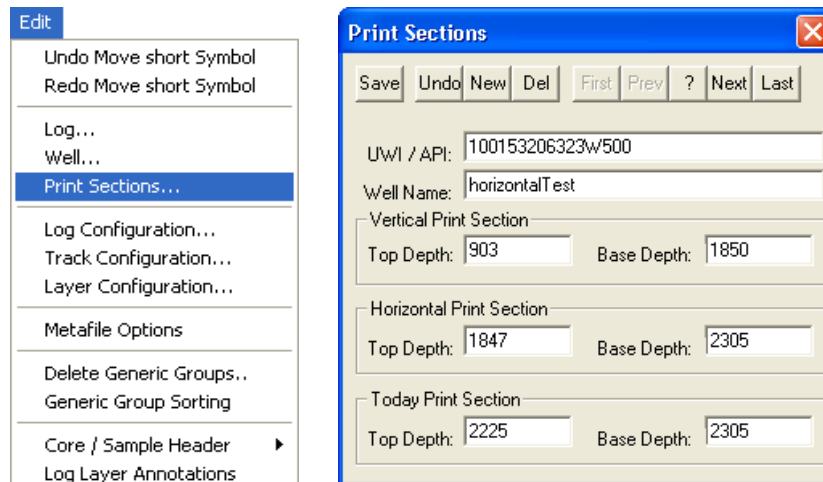 Edit
Undo Move short Symbol
Redo Move short Symbol
Log...
Well...
Print Sections...
Log Configuration...
Track Configuration...
Layer Configuration...
Metafile Options
Delete Generic Groups..
Generic Group Sorting
Core / Sample Header
Log Layer Annotations
Print Sections
Save Undo New Del First Prev ? Next Last
UWI / API: 100153206323W500
Well Name: horizontalTest
Vertical Print Section
Top Depth: 903 Base Depth: 1850
Horizontal Print Section
Top Depth: 1847 Base Depth: 2305
Today Print Section
Top Depth: 2225 Base Depth: 2305